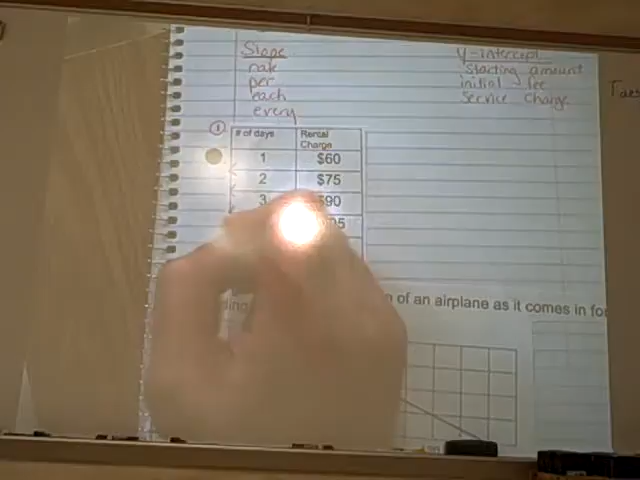 Slope
rate
per
each
every
y-intercept
starting amount
initial fee
service charge
1
# of days
Rental Charge
1
$60
2
$75
3
$90
of an airplane as it comes in for